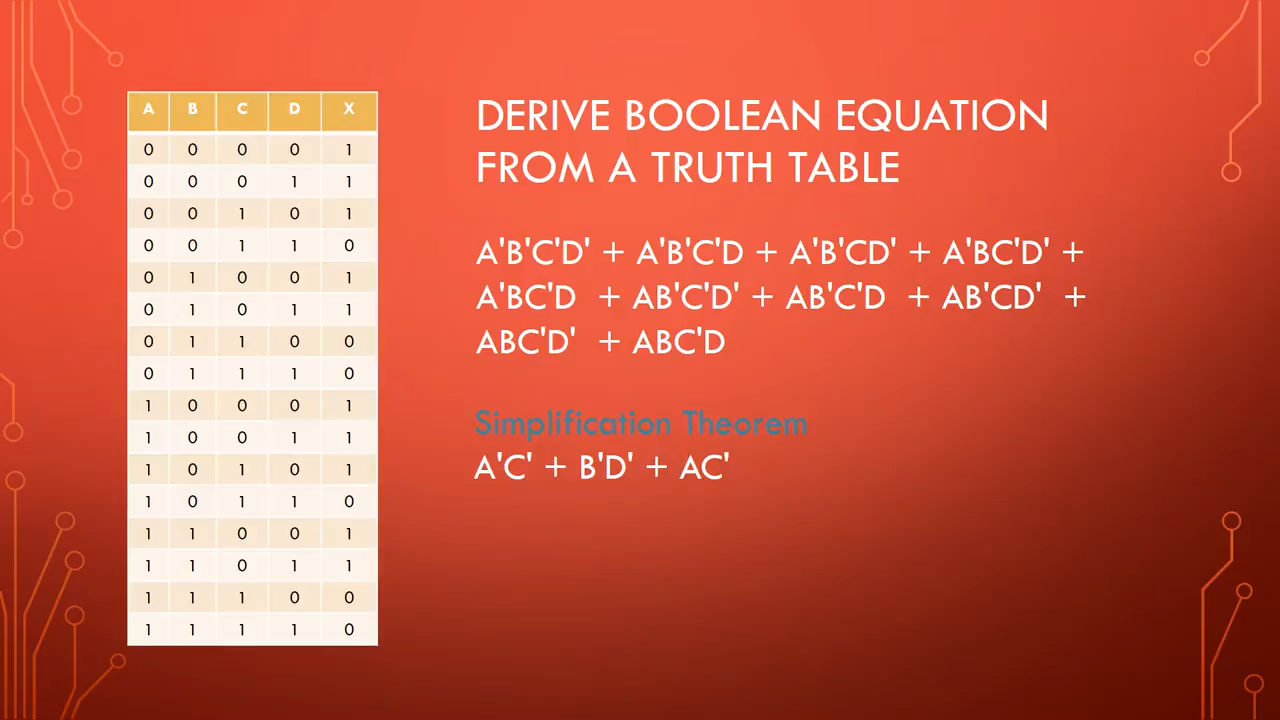 A B C D X
0 0 0 0 1
0 0 0 1 1
0 0 1 0 1
0 0 1 1 0
0 1 0 0 1
0 1 0 1 1
0 1 1 0 0
0 1 1 1 0
1 0 0 0 1
1 0 0 1 1
1 0 1 0 1
1 0 1 1 0
1 1 0 0 1
1 1 0 1 1
1 1 1 0 0
1 1 1 1 0
DERIVE BOOLEAN EQUATION
FROM A TRUTH TABLE
A'B'C'D' + A'B'C'D + A'B'CD' + A'BC'D' +
A'BC'D + AB'C'D' + AB'C'D + AB'CD' +
ABC'D' + ABC'D
Simplification Theorem
A'C' + B'D' + AC'